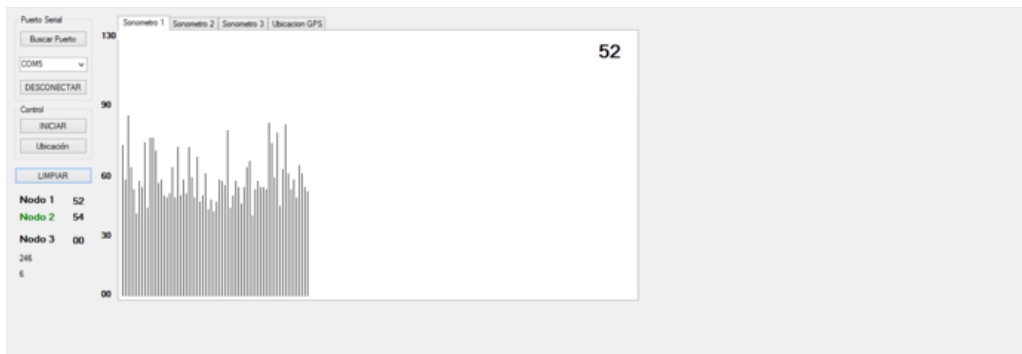 Puerto Serial
Buscar Puerto
COM5
DESCONECTAR
Control
INICIAR
Ubicación
LIMPIAR
Nodo 1 52
Nodo 2 54
Nodo 3 00
246
6
Sonometro 1 Sonometro 2 Sonometro 3 Ubicacion GPS
130
90
60
30
00
52